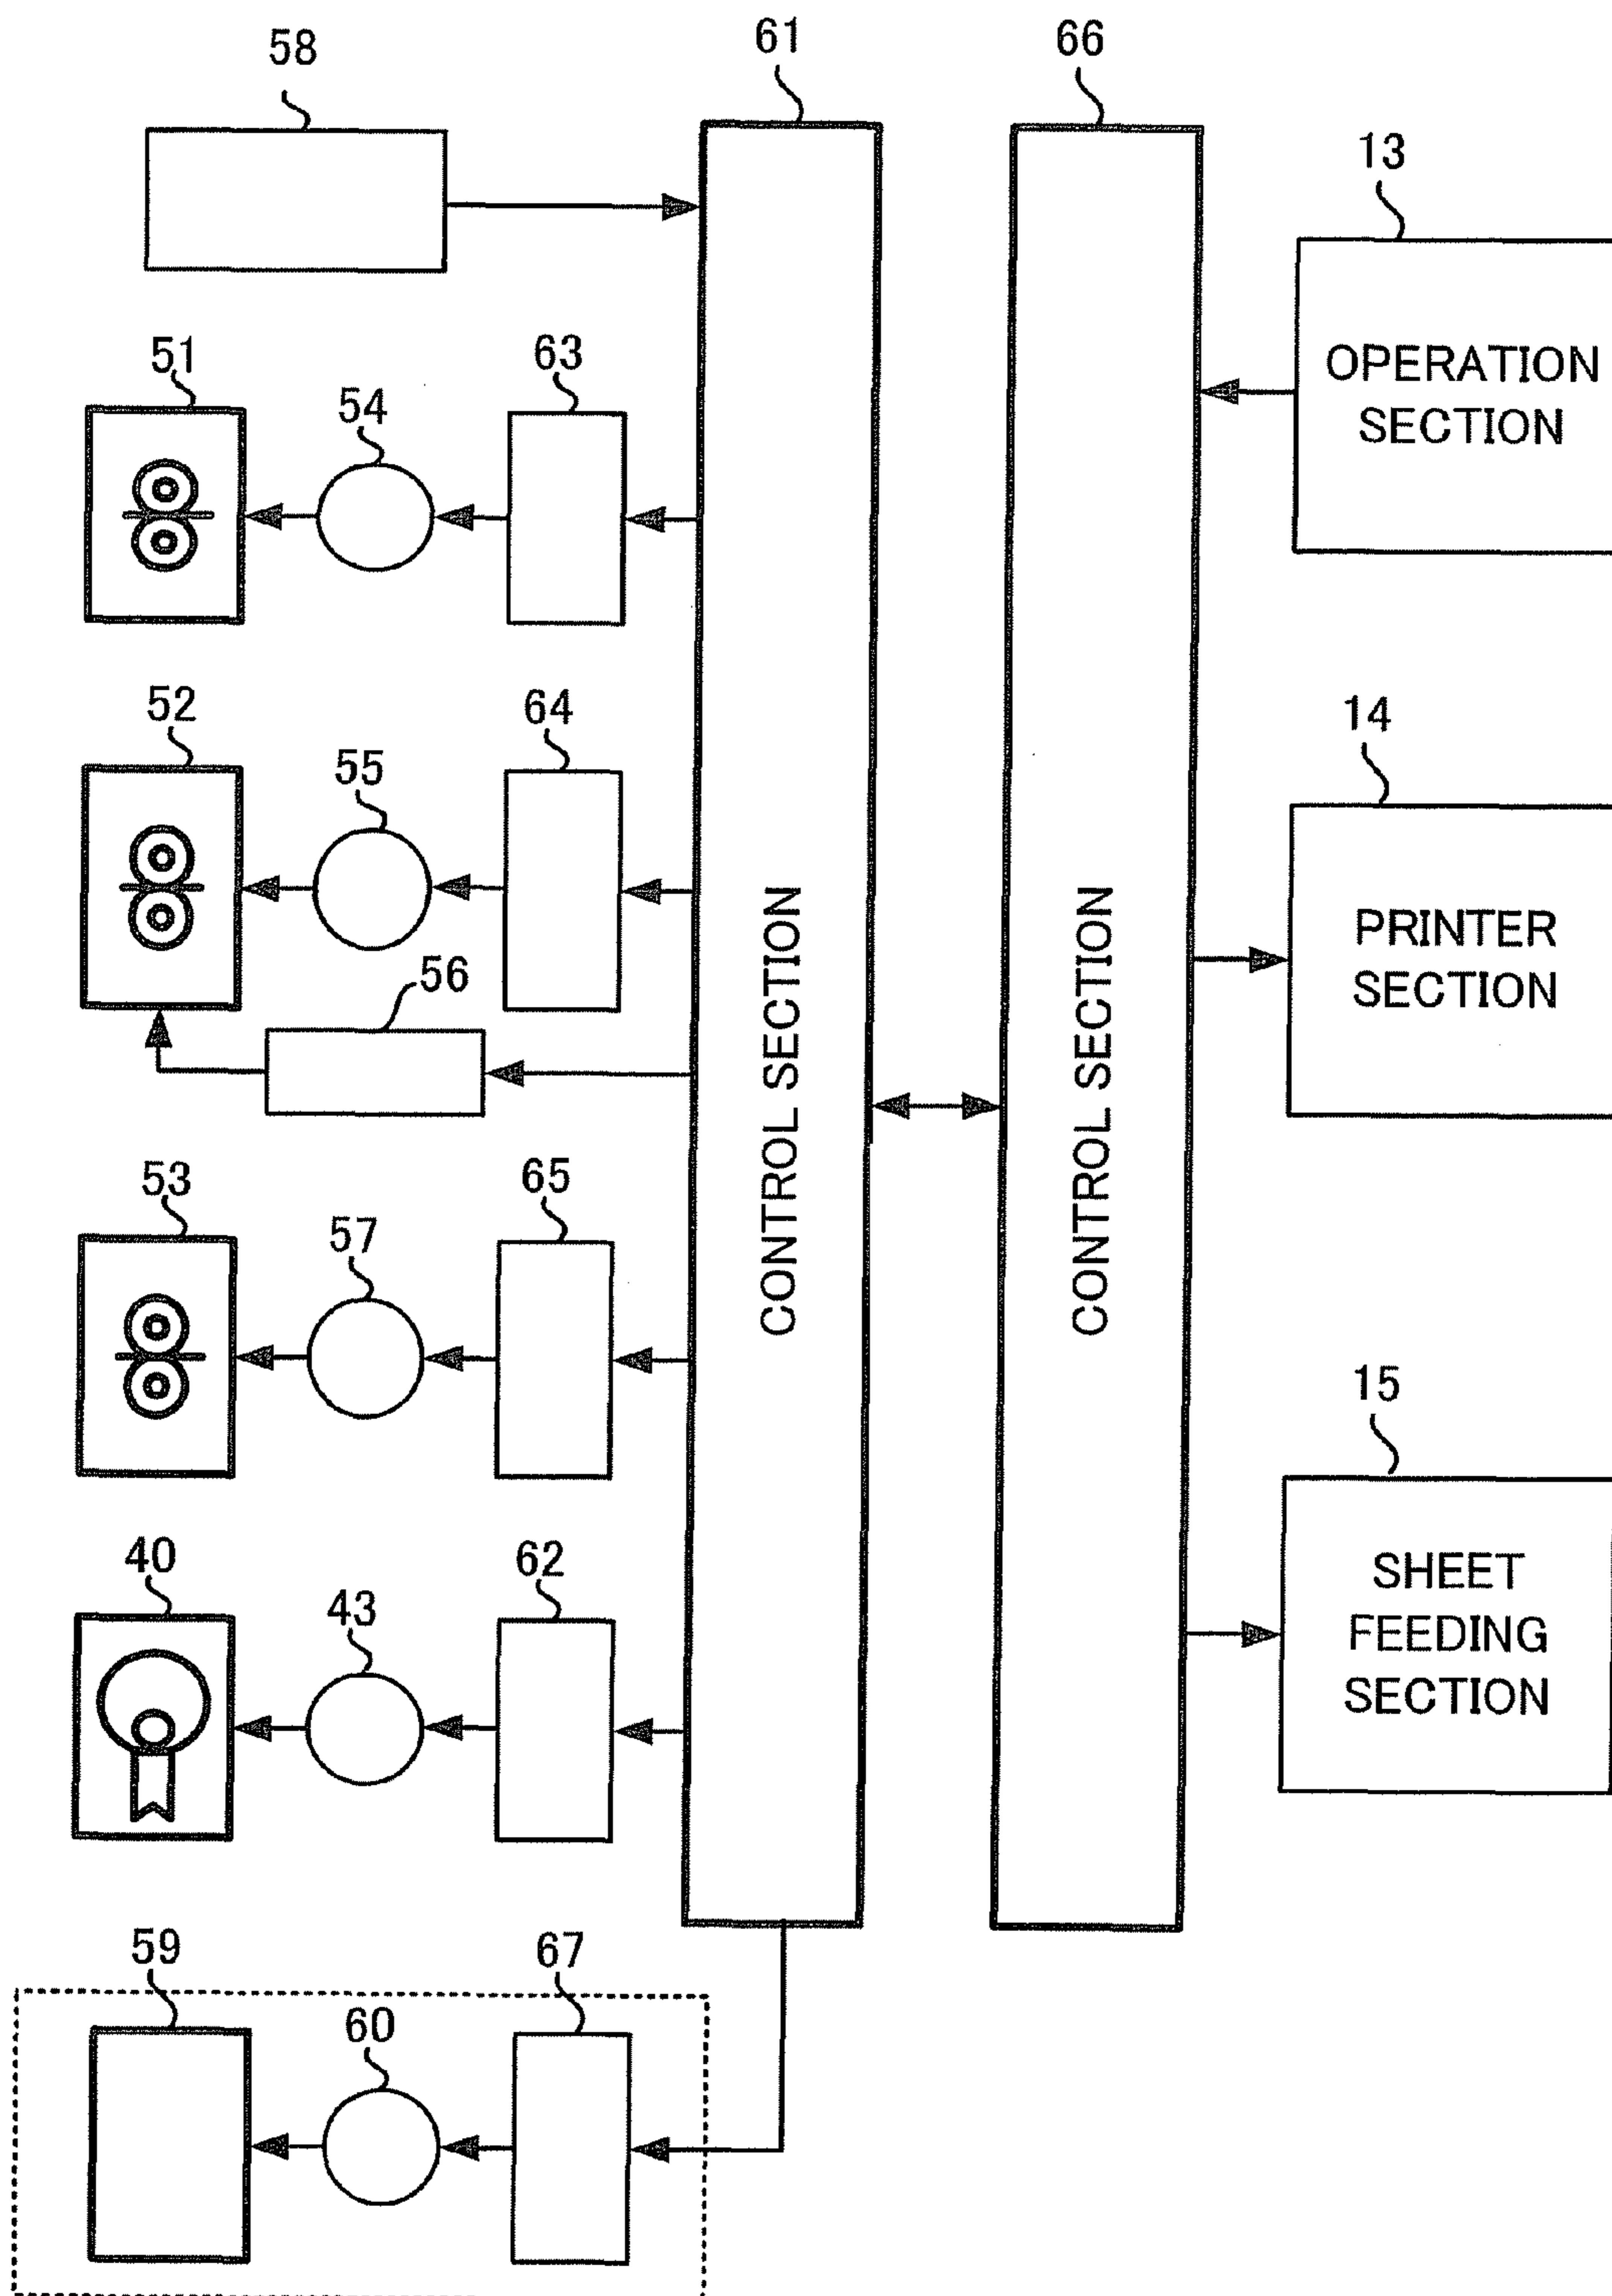 58
61
66
13
OPERATION
SECTION
51
54
63
52
55
64
14
PRINTER
SECTION
56
CONTROL SECTION
CONTROL SECTION
53
57
65
15
SHEET
FEEDING
SECTION
40
43
62
59
60
67